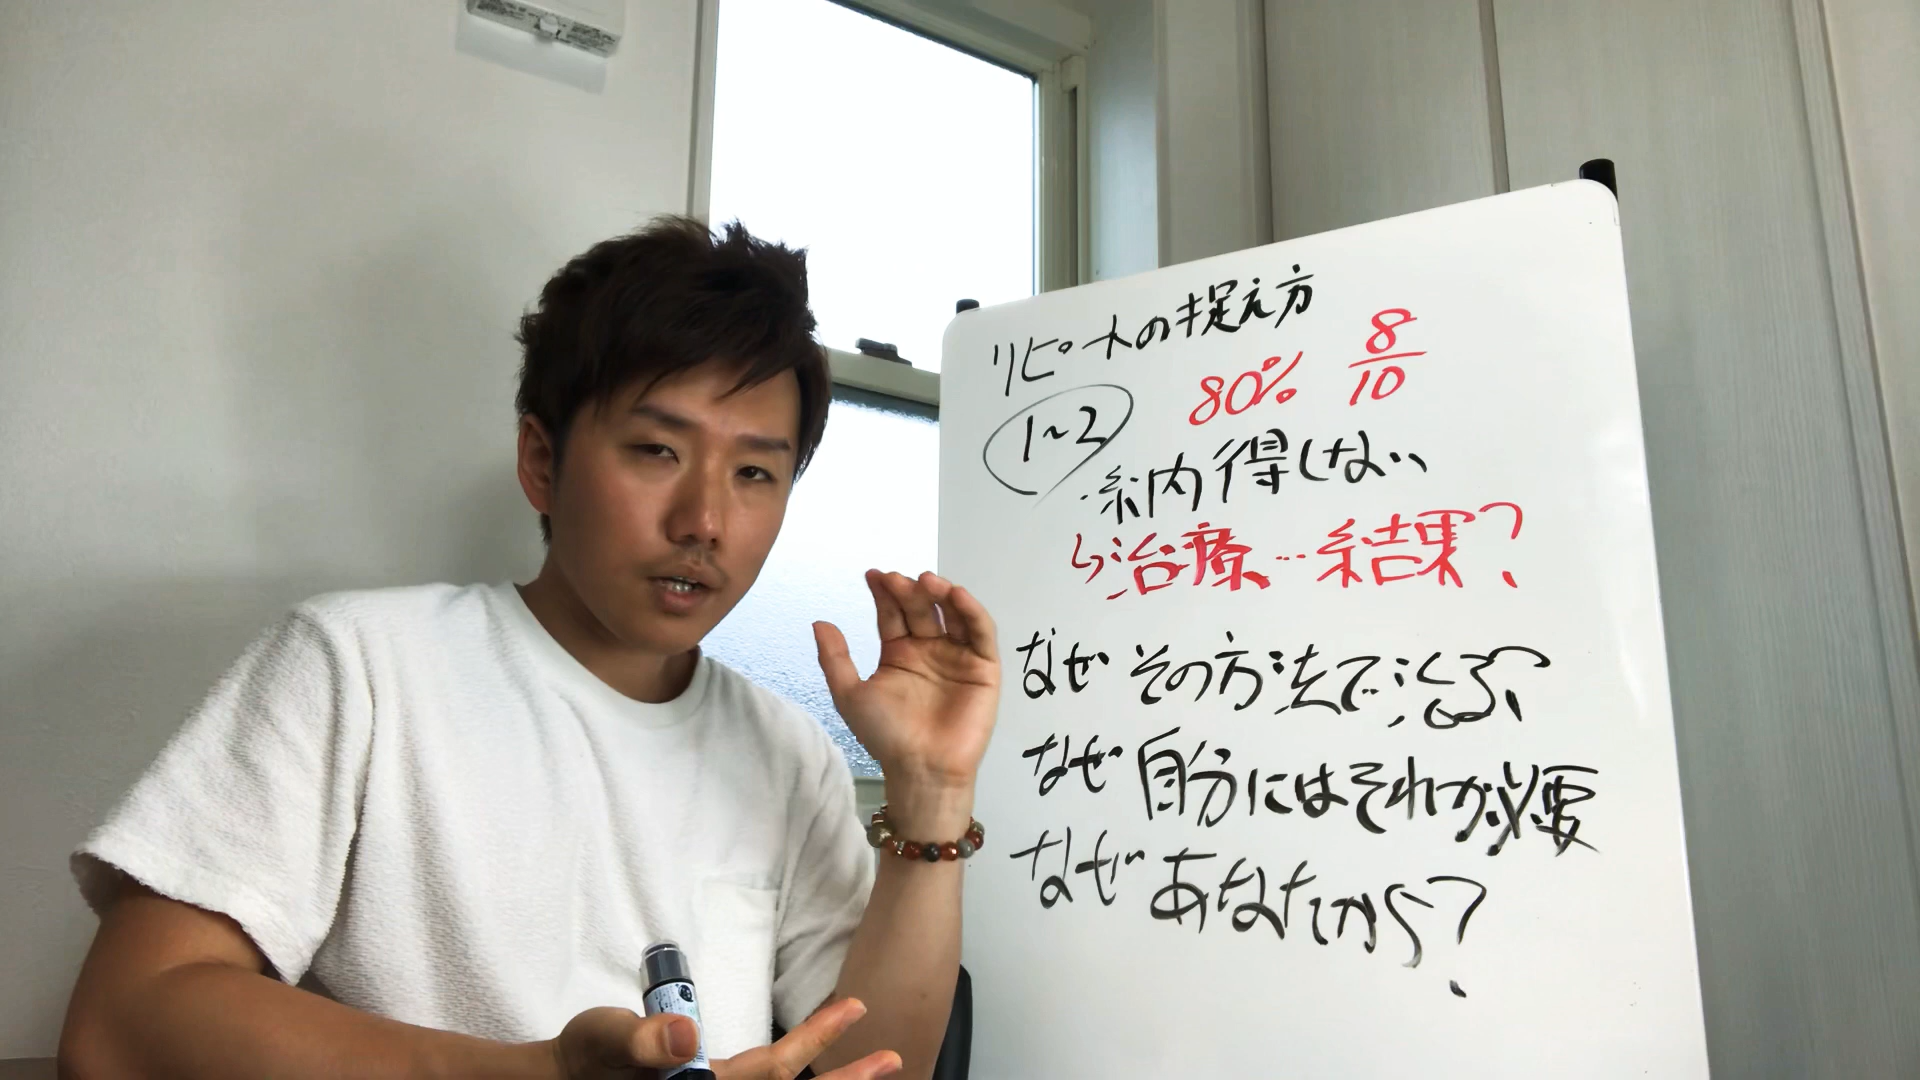 リピートの捉え方
80% 8/10
1~2
・納得しない
↳治療…結果?
なぜその方法で治る?
なぜ自分にはそれが必要
なぜあなたから?